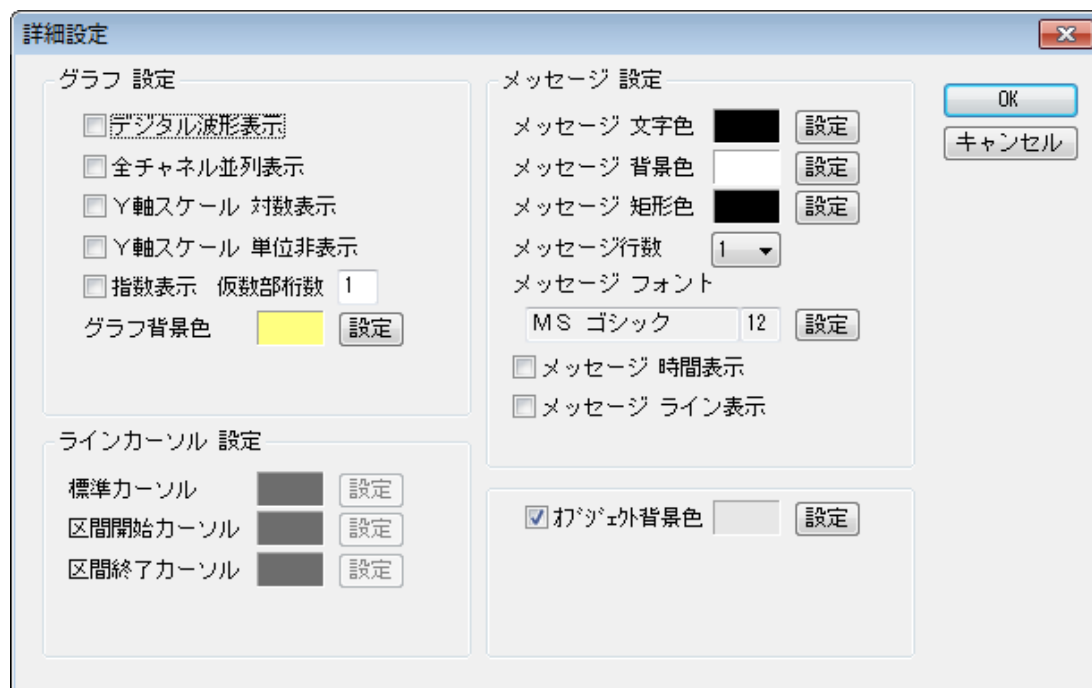 詳細設定
グラフ 設定
デジタル波形表示
全チャネル並列表示
Y軸スケール 対数表示
Y軸スケール 単位非表示
指数表示 仮数部桁数 1
グラフ背景色 設定
ラインカーソル 設定
標準カーソル 設定
区間開始カーソル 設定
区間終了カーソル 設定
メッセージ 設定
メッセージ 文字色 設定
メッセージ 背景色 設定
メッセージ 矩形色 設定
メッセージ行数 1
メッセージ フォント
MS ゴシック 12 設定
メッセージ 時間表示
メッセージ ライン表示
オブジェクト背景色 設定
OK
キャンセル